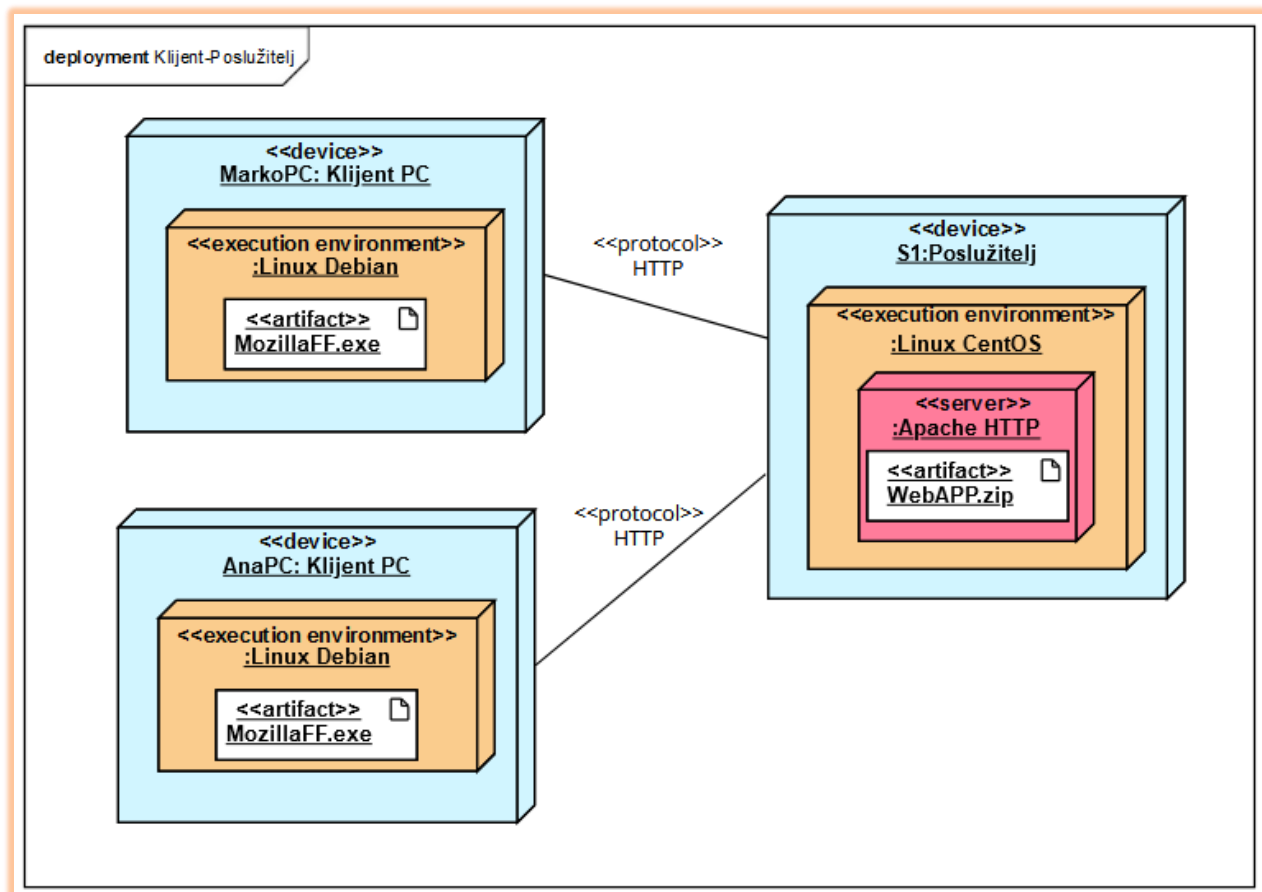 deployment Klijent-Poslužitelj
<<device>>
MarkoPC: Klijent PC
<<execution environment>>
:Linux Debian
<<artifact>>
MozillaFF.exe
<<protocol>>
HTTP
<<device>>
S1:Poslužitelj
<<execution environment>>
:Linux CentOS
<<server>>
:Apache HTTP
<<artifact>>
WebAPP.zip
<<protocol>>
HTTP
<<device>>
AnaPC: Klijent PC
<<execution environment>>
:Linux Debian
<<artifact>>
MozillaFF.exe